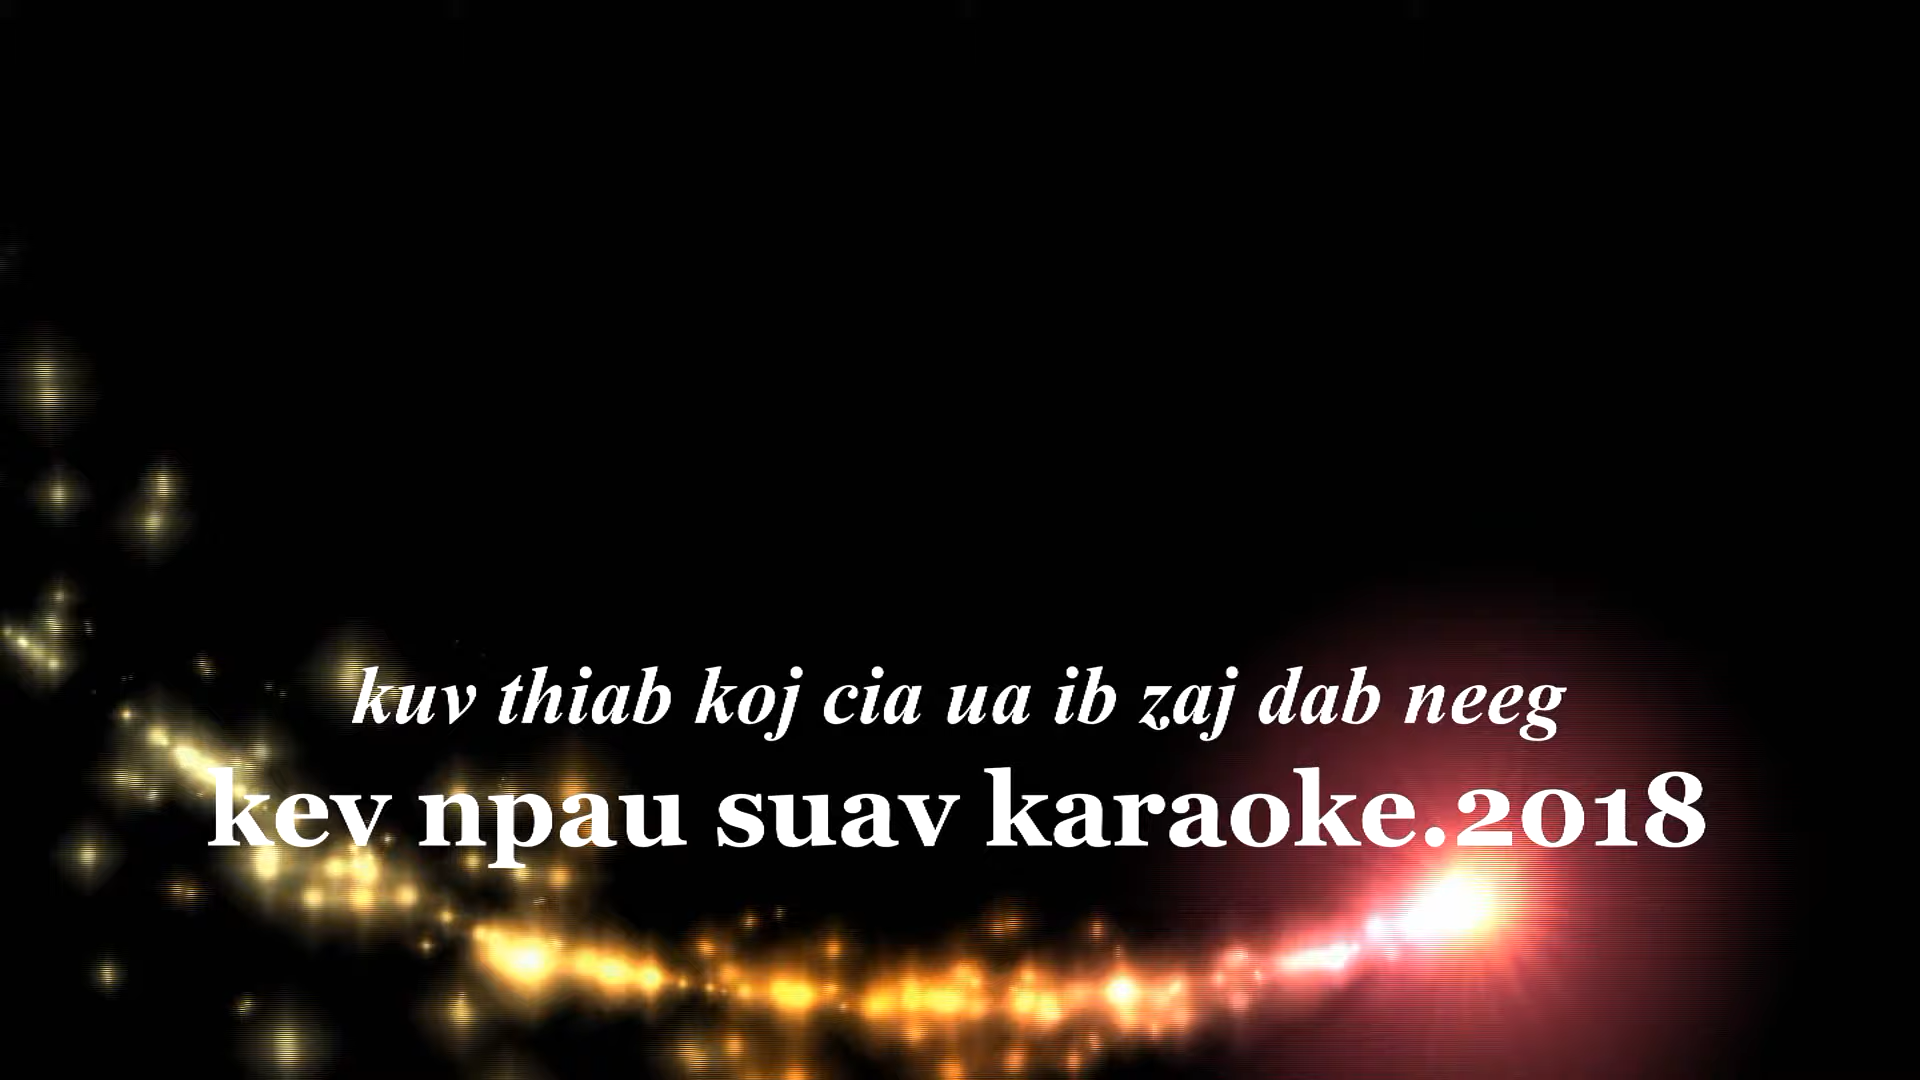 kuv thiab koj cia ua ib zaj dab neeg
kev npau suav karaoke.2018